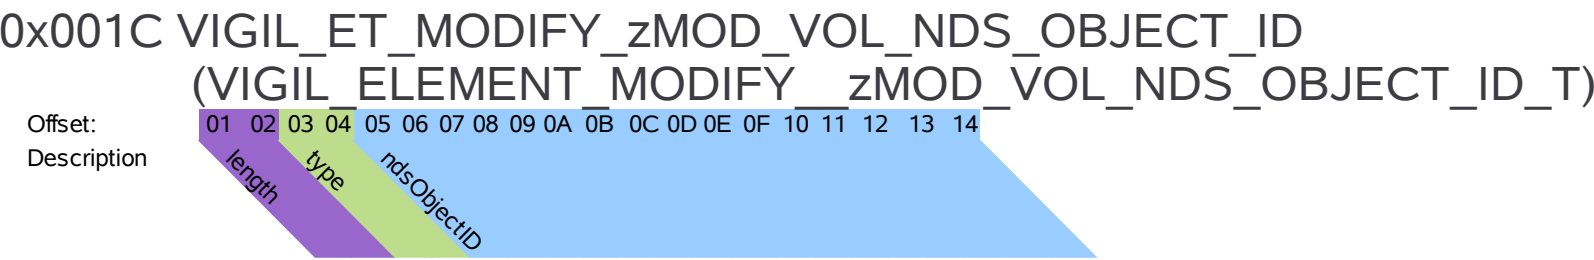 0x001C VIGIL_ET_MODIFY_zMOD_VOL_NDS_OBJECT_ID
(VIGIL_ELEMENT_MODIFY__zMOD_VOL_NDS_OBJECT_ID_T)
Offset: 01 02 03 04 05 06 07 08 09 0A 0B 0C 0D 0E 0F 10 11 12 13 14
Description length type ndsObjectID